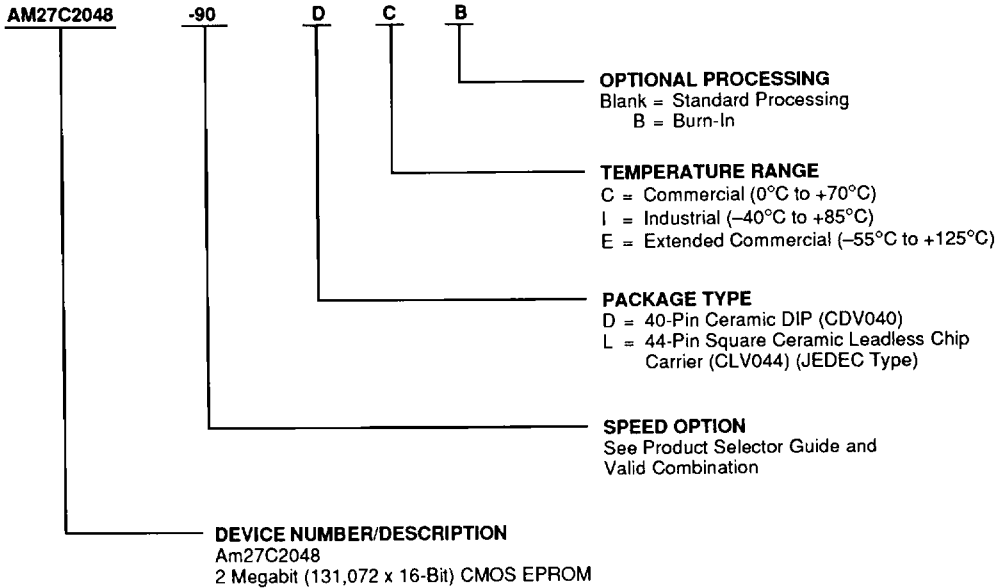 AM27C2048 -90 D C B
OPTIONAL PROCESSING
Blank = Standard Processing
B = Burn-In
TEMPERATURE RANGE
C = Commercial (0°C to +70°C)
I = Industrial (–40°C to +85°C)
E = Extended Commercial (–55°C to +125°C)
PACKAGE TYPE
D = 40-Pin Ceramic DIP (CDV040)
L = 44-Pin Square Ceramic Leadless Chip
Carrier (CLV044) (JEDEC Type)
SPEED OPTION
See Product Selector Guide and
Valid Combination
DEVICE NUMBER/DESCRIPTION
Am27C2048
2 Megabit (131,072 x 16-Bit) CMOS EPROM